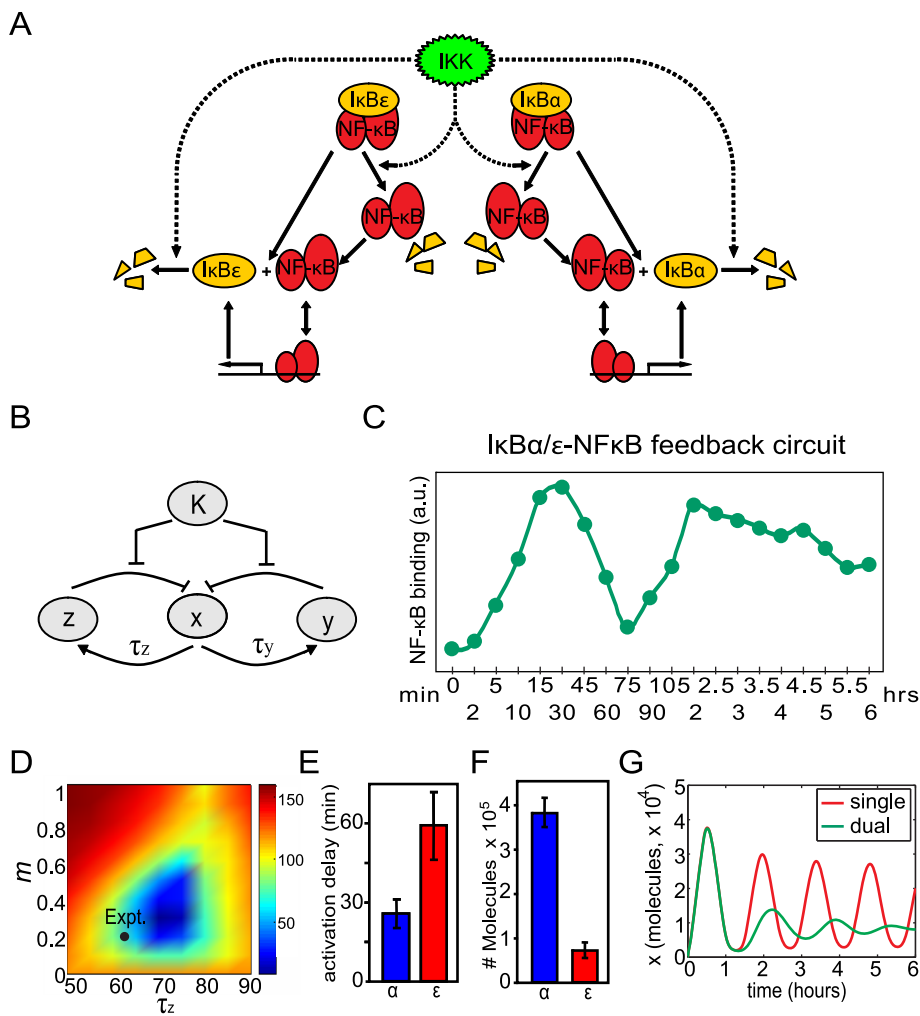 A
IKK
IκBε
IκBα
NF-κB
NF-κB
NF-κB
NF-κB
IκBε
+
NF-κB
NF-κB
+
IκBα
B
K
z
x
y
τz
τy
C
IκBα/ε-NFκB feedback circuit
NF-κB binding (a.u.)
0 5 15 45 75 105 2.5 3.5 4.5 5.5
min hrs
2 10 30 60 90 2 3 4 5 6
D
m
1
0.8
0.6
0.4
0.2
0
Expt.
50 60 70 80 90
τz
150
100
50
E
activation delay (min)
60
30
0
α ε
F
# Molecules × 10⁵
4
3
2
1
0
α ε
G
x (molecules, x 10⁴)
5
4
3
2
1
0
single
dual
0 1 2 3 4 5 6
time (hours)